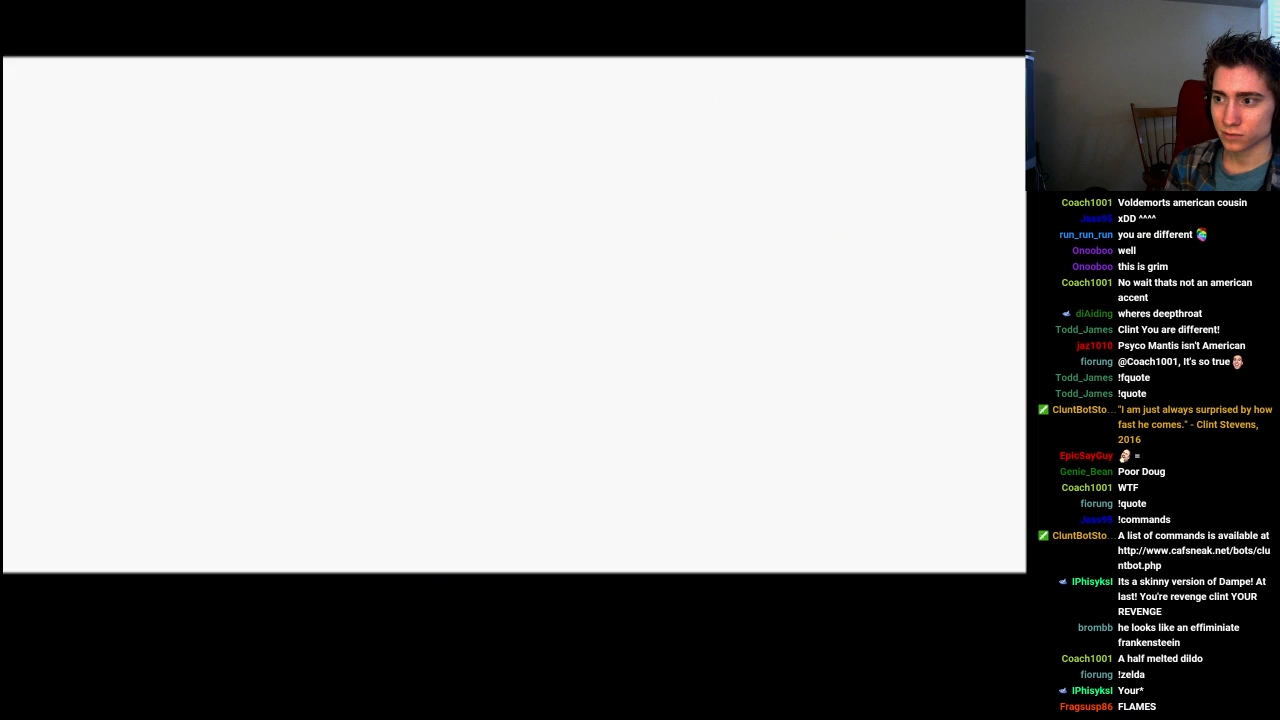 Coach1001 Voldemorts american cousin
Jass95 xDD ^^^^
run_run_run you are different
Onooboo well
Onooboo this is grim
Coach1001 No wait thats not an american
accent
diAiding wheres deepthroat
Todd_James Clint You are different!
jaz1010 Psyco Mantis isn't American
fiorung @Coach1001, It's so true
Todd_James !fquote
Todd_James !quote
CluntBotSto... "I am just always surprised by how
fast he comes." - Clint Stevens,
2016
EpicSayGuy =
Genie_Bean Poor Doug
Coach1001 WTF
fiorung !quote
Jass95 !commands
CluntBotSto... A list of commands is available at
http://www.cafsneak.net/bots/clu
ntbot.php
IPhisyksI Its a skinny version of Dampe! At
last! You're revenge clint YOUR
REVENGE
brombb he looks like an effiminiate
frankensteein
Coach1001 A half melted dildo
fiorung !zelda
IPhisyksI Your*
Fragsusp86 FLAMES